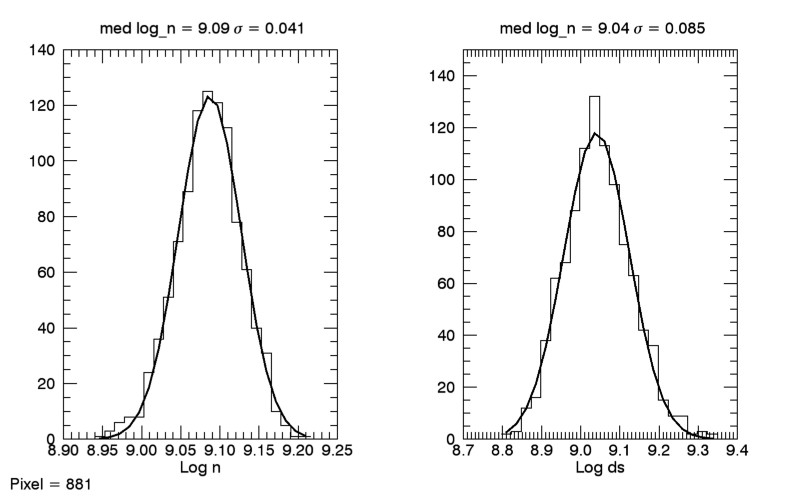 med log_n = 9.09 σ = 0.041
140
120
100
80
60
40
20
0
8.90 8.95 9.00 9.05 9.10 9.15 9.20 9.25
Log n
med log_n = 9.04 σ = 0.085
140
120
100
80
60
40
20
0
8.7 8.8 8.9 9.0 9.1 9.2 9.3 9.4
Log ds
Pixel = 881